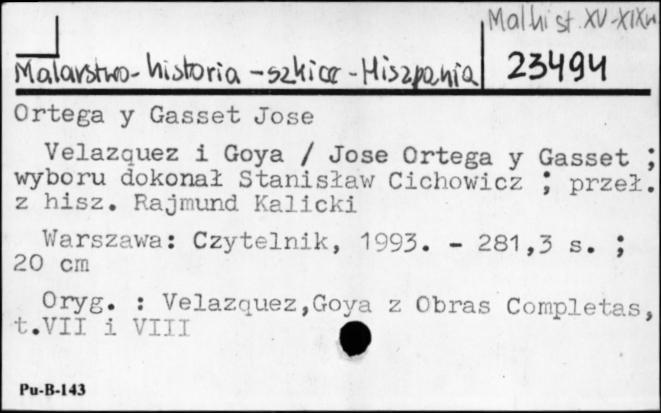 Mal hist. XV-XIXw
Malarstwo-historia-szkice-Hiszpania
23494
Ortega y Gasset Jose
Velazquez i Goya / Jose Ortega y Gasset ;
wyboru dokonał Stanisław Cichowicz ; przeł.
z hisz. Rajmund Kalicki
Warszawa: Czytelnik, 1993. - 281,3 s. ;
20 cm
Oryg. : Velazquez,Goya z Obras Completas,
t.VII i VIII
Pu-B-143